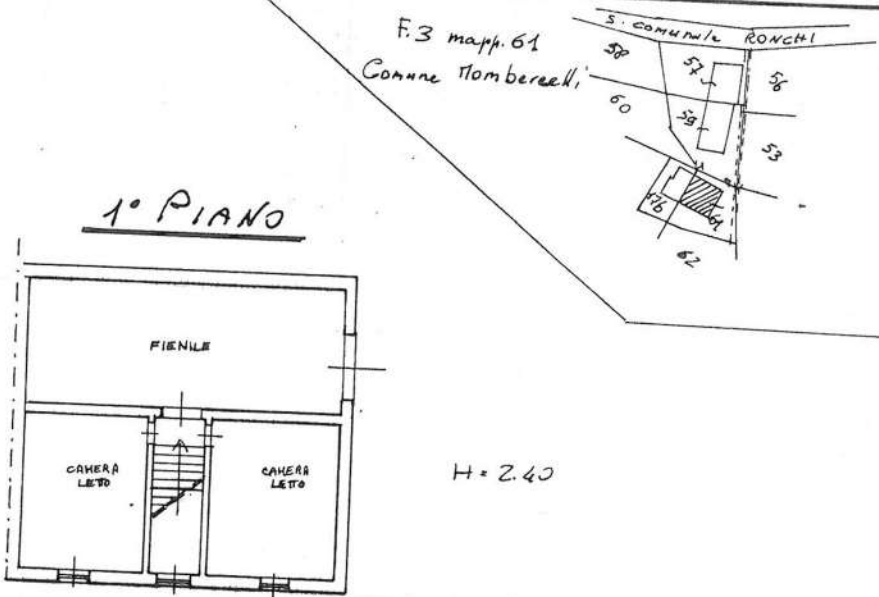 F.3 mapp. 61
Comune Mombercelli
S. comunale RONCHI
58
57
56
60
59
53
176
61
62
1° PIANO
FIENILE
CAMERA
LETTO
CAMERA
LETTO
H = 2.40